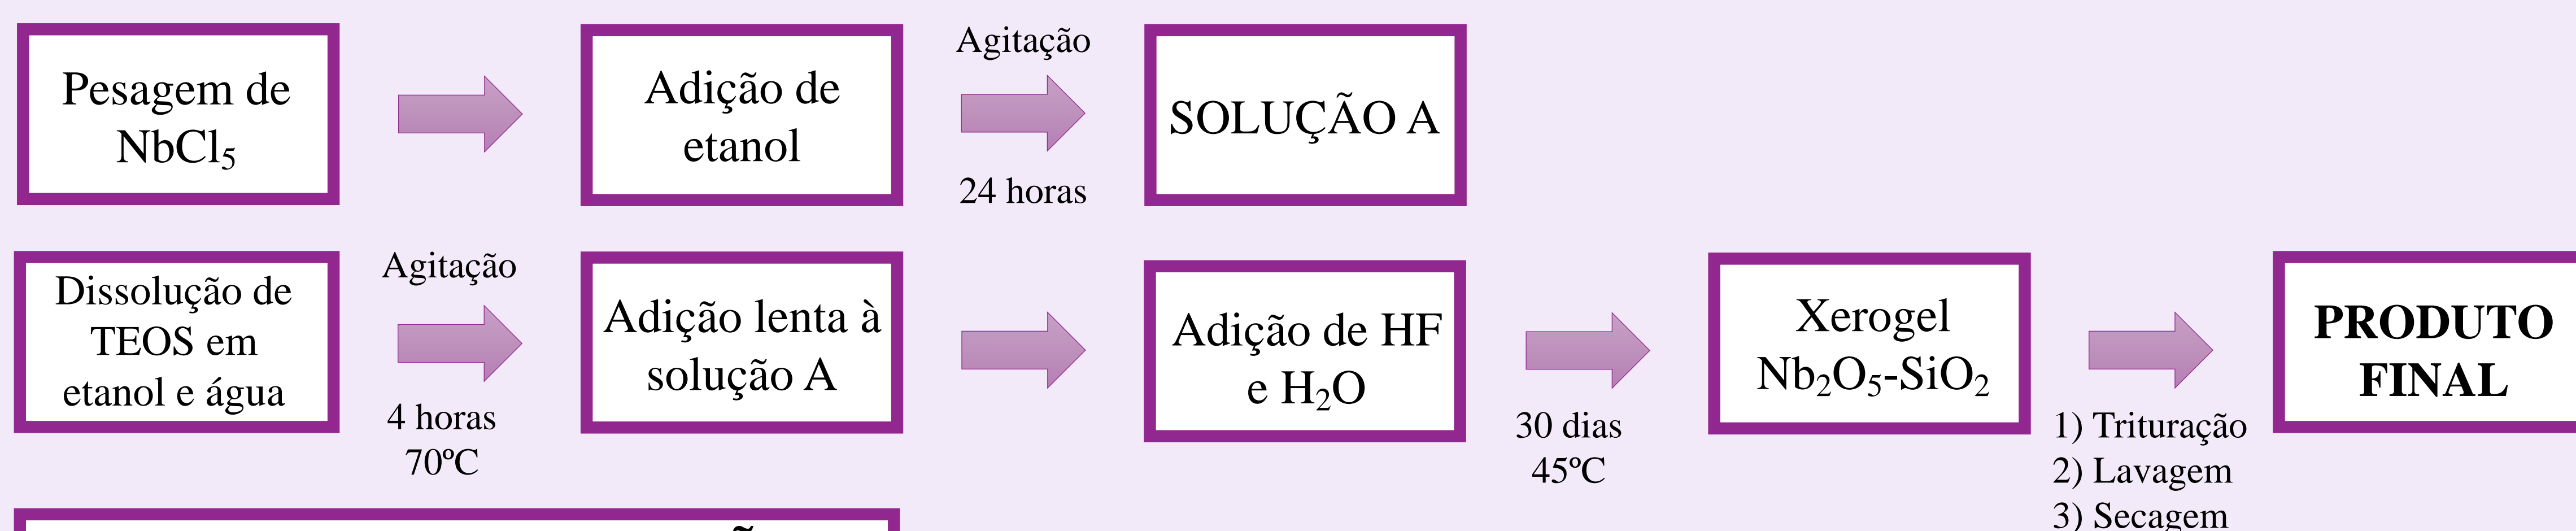 Pesagem de
NbCl₅
Adição de
etanol
Agitação
24 horas
SOLUÇÃO A
Dissolução de
TEOS em
etanol e água
Agitação
4 horas
70ºC
Adição lenta à
solução A
Adição de HF
e H₂O
30 dias
45ºC
Xerogel
Nb₂O₅-SiO₂
1) Trituração
2) Lavagem
3) Secagem
PRODUTO
FINAL